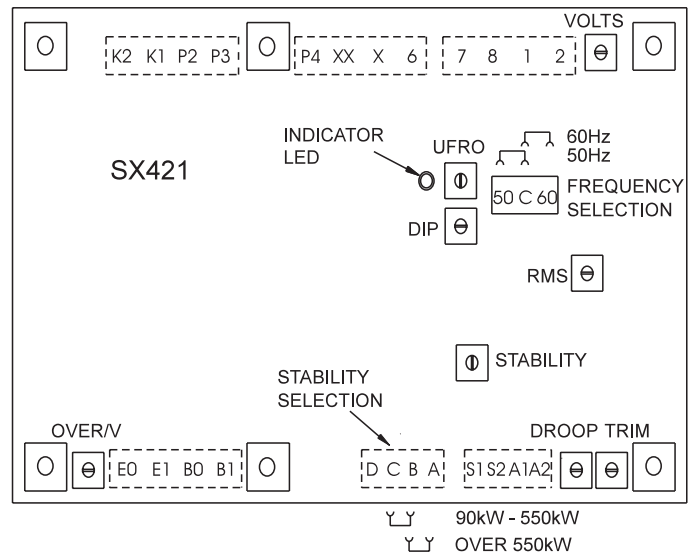 VOLTS
K2 K1 P2 P3 P4 XX X 6 7 8 1 2
INDICATOR
LED
UFRO
60Hz
50Hz
SX421
50 C 60
FREQUENCY
SELECTION
DIP
RMS
STABILITY
STABILITY
SELECTION
OVER/V
DROOP TRIM
E0 E1 B0 B1 D C B A S1 S2 A1 A2
90kW - 550kW
OVER 550kW